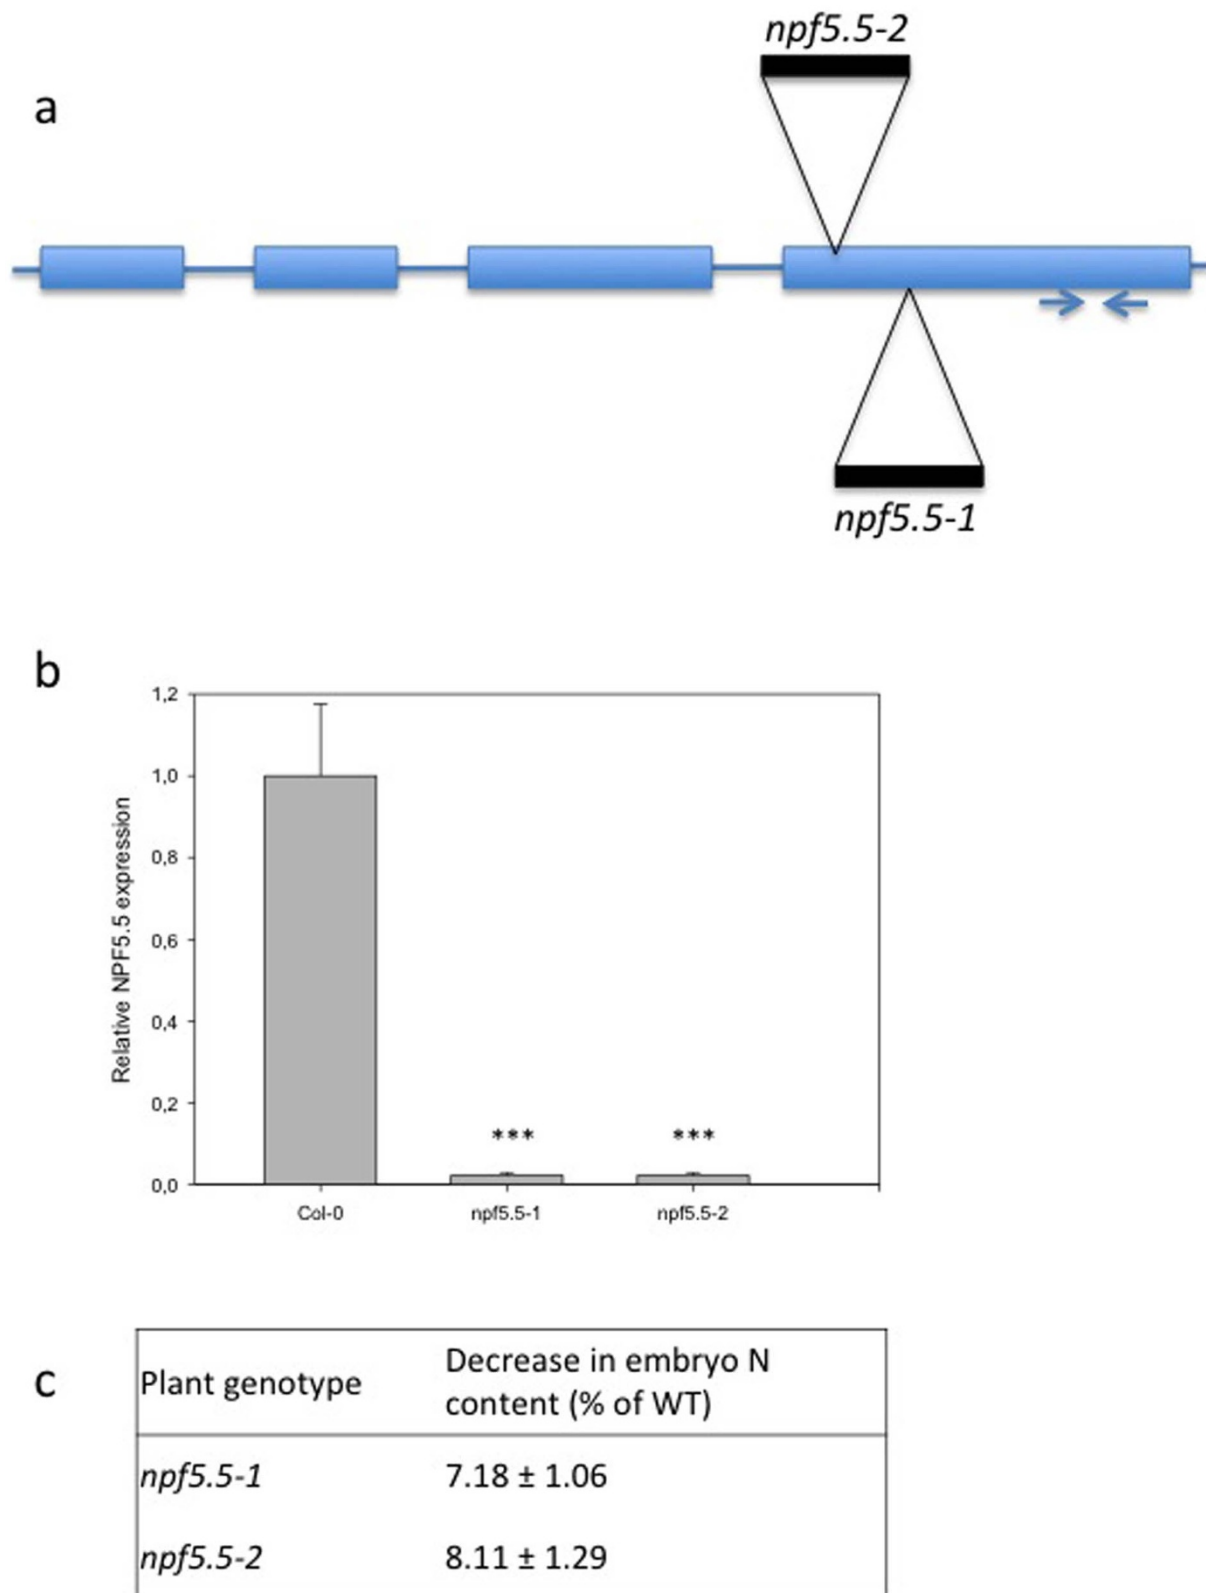 npf5.5-2
a
npf5.5-1
b
1,2
1,0
0,8
0,6
0,4
0,2
0,0
Relative NPF5.5 expression
***
***
Col-0
npf5.5-1
npf5.5-2
c
Plant genotype
Decrease in embryo N
content (% of WT)
npf5.5-1
7.18 ± 1.06
npf5.5-2
8.11 ± 1.29